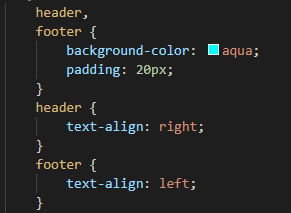 header,
footer {
    background-color: aqua;
    padding: 20px;
}
header {
    text-align: right;
}
footer {
    text-align: left;
}